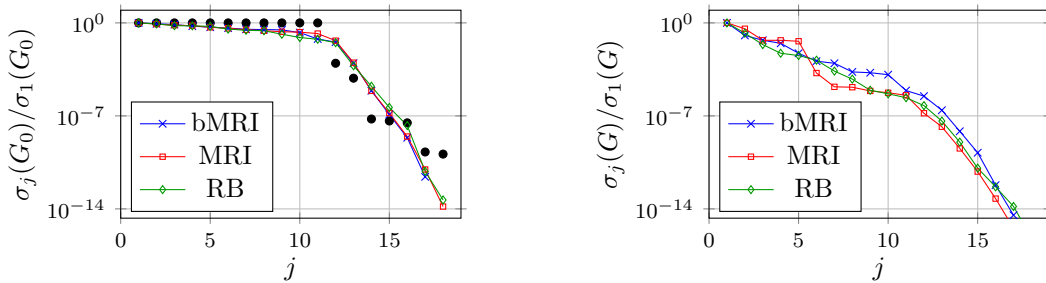 σ_j(G_0)/σ_1(G_0)
10^0
10^{−7}
10^{−14}
bMRI
MRI
RB
0 5 10 15
j
σ_j(G)/σ_1(G)
10^0
10^{−7}
10^{−14}
bMRI
MRI
RB
0 5 10 15
j